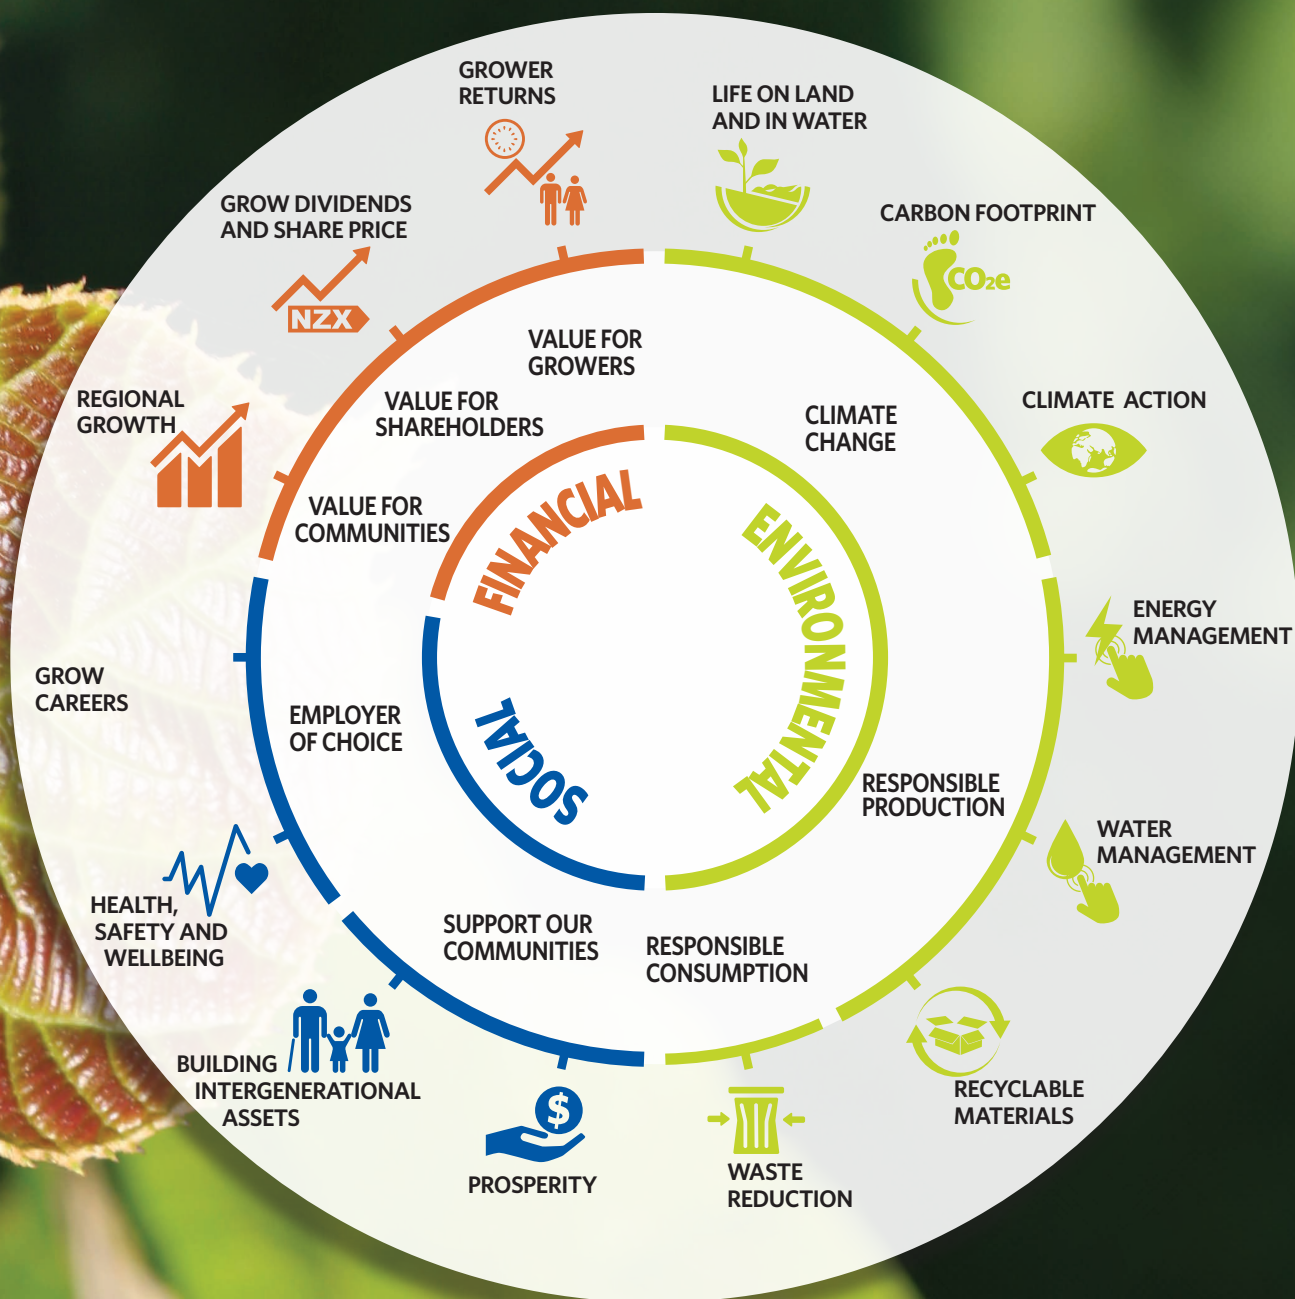 GROWER
RETURNS
LIFE ON LAND
AND IN WATER
GROW DIVIDENDS
AND SHARE PRICE
NZX
CARBON FOOTPRINT
CO2e
REGIONAL
GROWTH
CLIMATE ACTION
VALUE FOR
GROWERS
VALUE FOR
SHAREHOLDERS
CLIMATE
CHANGE
VALUE FOR
COMMUNITIES
FINANCIAL
ENVIRONMENTAL
SOCIAL
ENERGY
MANAGEMENT
GROW
CAREERS
EMPLOYER
OF CHOICE
RESPONSIBLE
PRODUCTION
WATER
MANAGEMENT
HEALTH,
SAFETY AND
WELLBEING
SUPPORT OUR
COMMUNITIES
RESPONSIBLE
CONSUMPTION
BUILDING
INTERGENERATIONAL
ASSETS
RECYCLABLE
MATERIALS
$
PROSPERITY
WASTE
REDUCTION